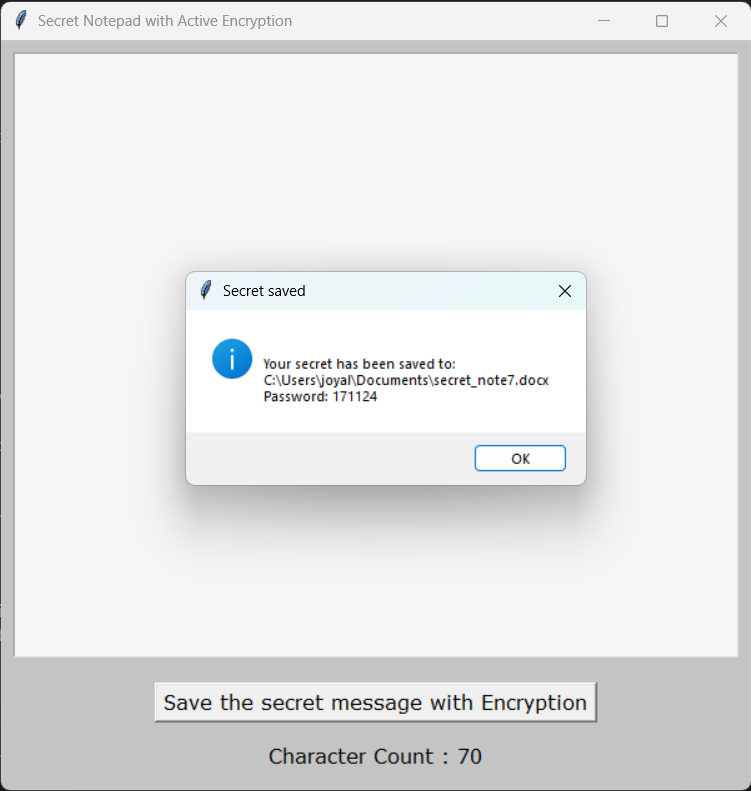 Secret Notepad with Active Encryption
Secret saved
Your secret has been saved to:
C:\Users\joyal\Documents\secret_note7.docx
Password: 171124
OK
Save the secret message with Encryption
Character Count : 70